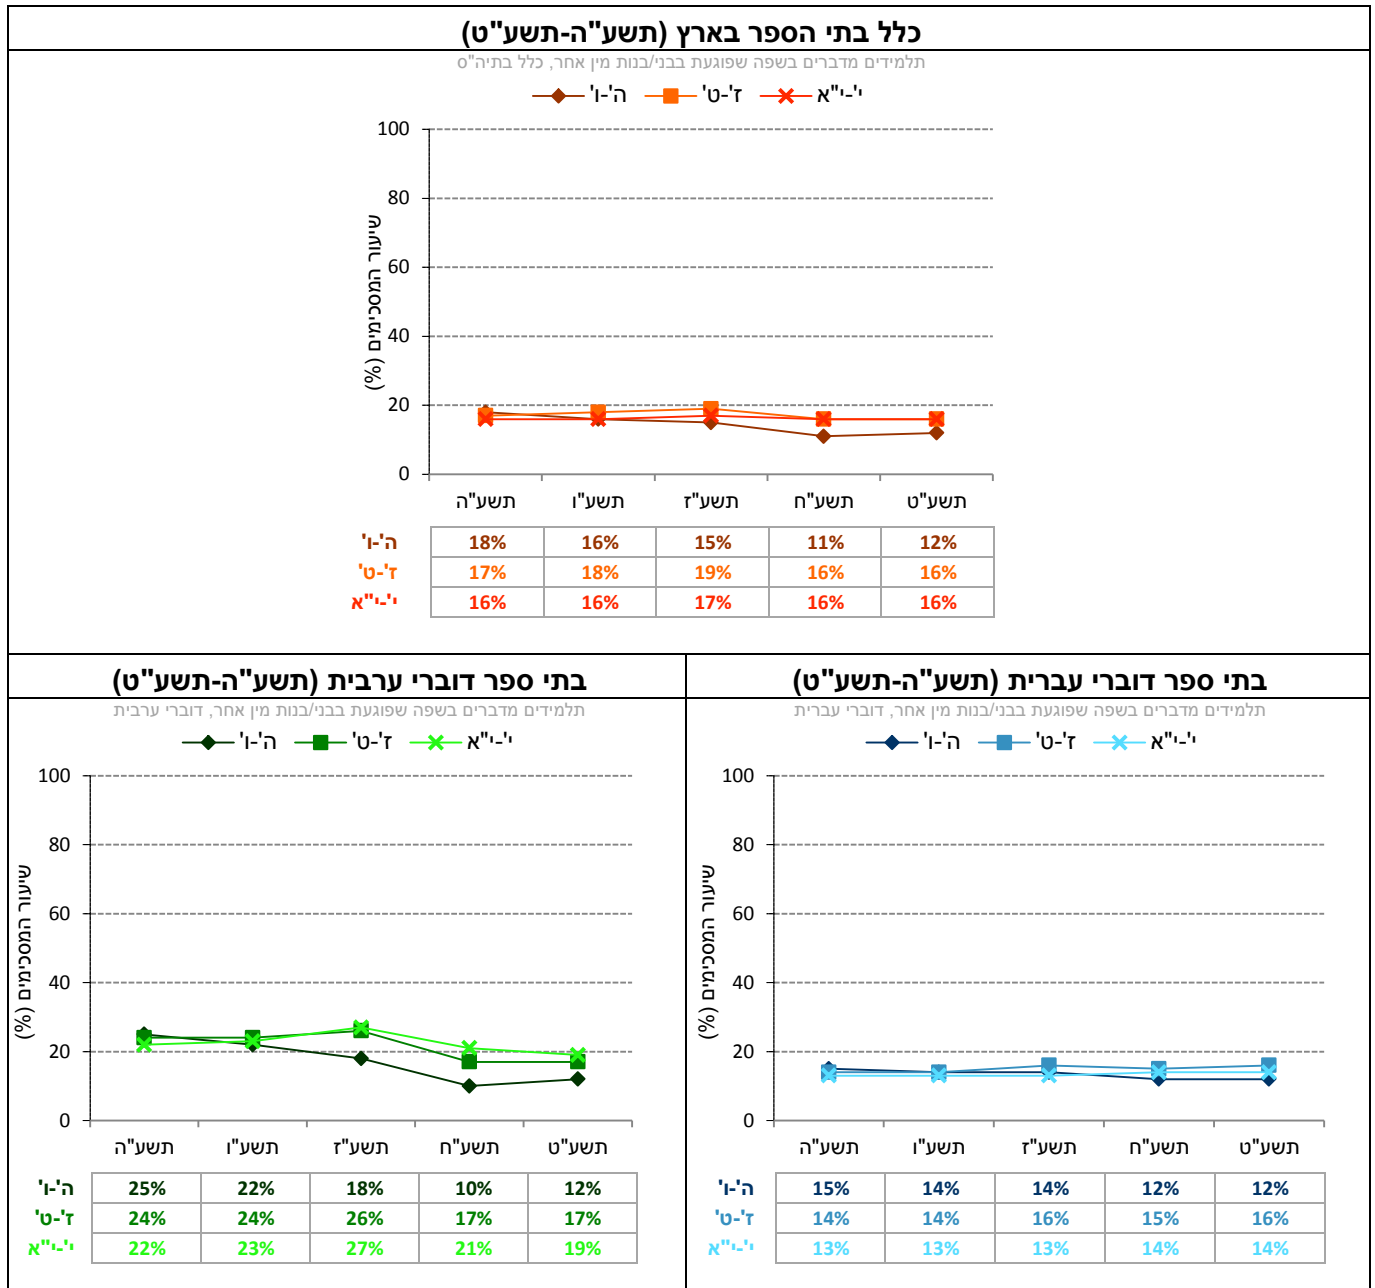 כלל בתי הספר בארץ (תשע"ה-תשע"ט)
תלמידים מדברים בשפה שפוגעת בבני/בנות מין אחר, כלל בתיה"ס
ה'-ו' ז'-ט' י'-י"א
שיעור המסכימים (%)
100
80
60
40
20
0
תשע"ה תשע"ו תשע"ז תשע"ח תשע"ט
ה'-ו' 18% 16% 15% 11% 12%
ז'-ט' 17% 18% 19% 16% 16%
י'-י"א 16% 16% 17% 16% 16%
בתי ספר דוברי עברית (תשע"ה-תשע"ט)
תלמידים מדברים בשפה שפוגעת בבני/בנות מין אחר, דוברי עברית
ה'-ו' ז'-ט' י'-י"א
שיעור המסכימים (%)
100
80
60
40
20
0
תשע"ה תשע"ו תשע"ז תשע"ח תשע"ט
ה'-ו' 15% 14% 14% 12% 12%
ז'-ט' 14% 14% 16% 15% 16%
י'-י"א 13% 13% 13% 14% 14%
בתי ספר דוברי ערבית (תשע"ה-תשע"ט)
תלמידים מדברים בשפה שפוגעת בבני/בנות מין אחר, דוברי ערבית
ה'-ו' ז'-ט' י'-י"א
שיעור המסכימים (%)
100
80
60
40
20
0
תשע"ה תשע"ו תשע"ז תשע"ח תשע"ט
ה'-ו' 25% 22% 18% 10% 12%
ז'-ט' 24% 24% 26% 17% 17%
י'-י"א 22% 23% 27% 21% 19%